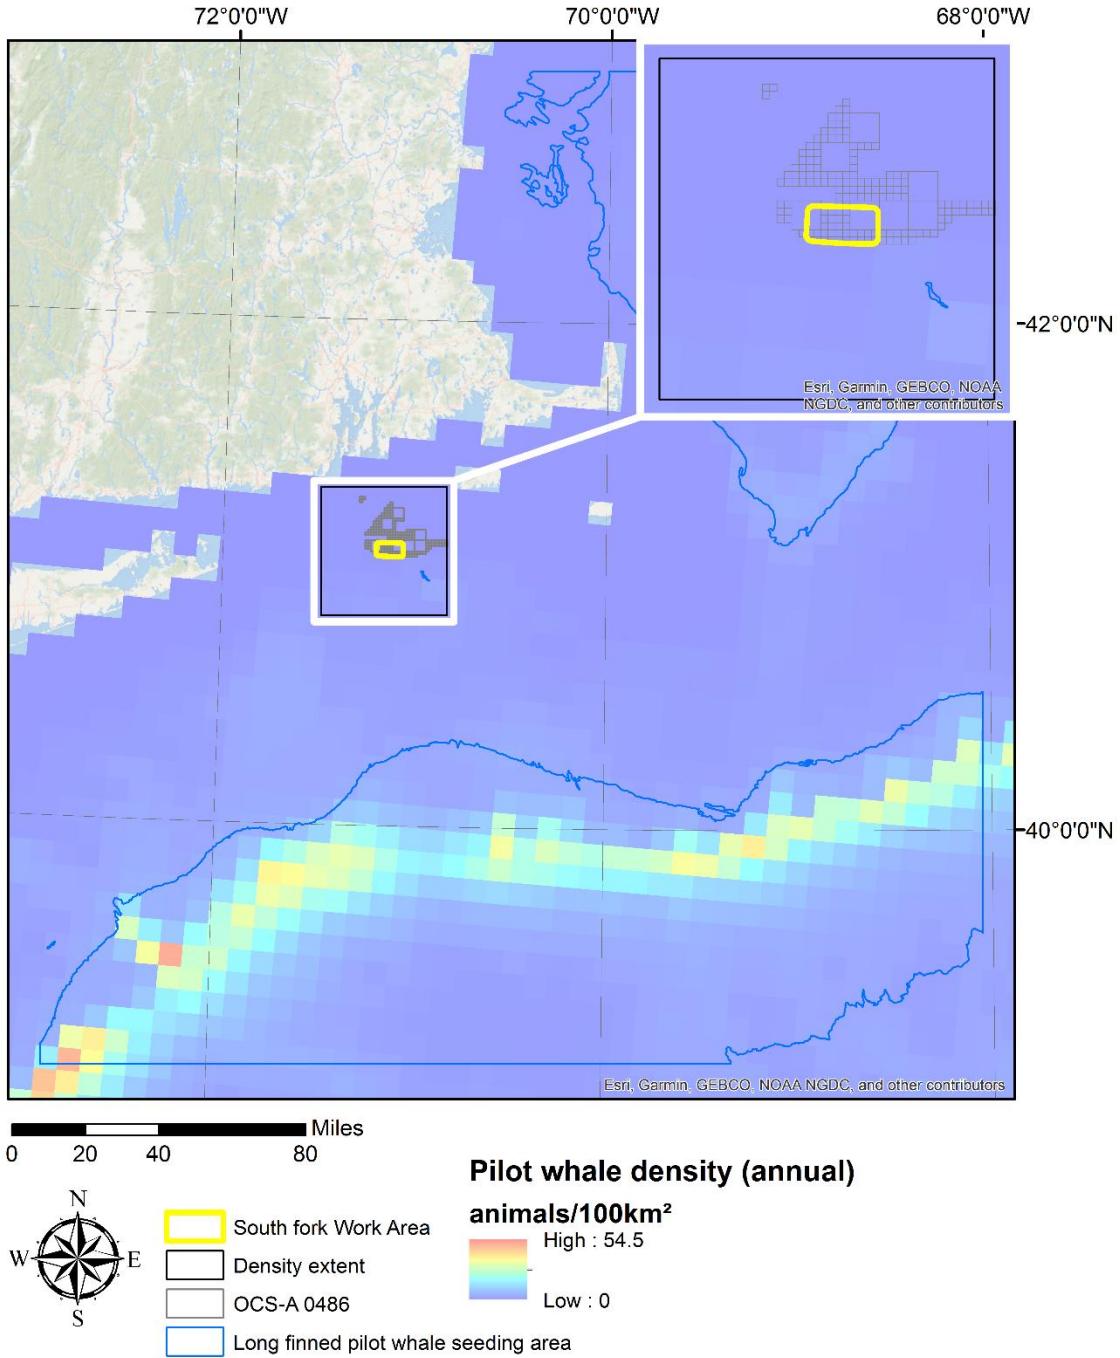 72°0'0"W
70°0'0"W
68°0'0"W
42°0'0"N
Esri, Garmin, GEBCO, NOAA
NGDC, and other contributors
40°0'0"N
Esri, Garmin, GEBCO, NOAA NGDC, and other contributors
Miles
0 20 40 80
Pilot whale density (annual)
animals/100km²
High : 54.5
Low : 0
N
W E
S
South fork Work Area
Density extent
OCS-A 0486
Long finned pilot whale seeding area